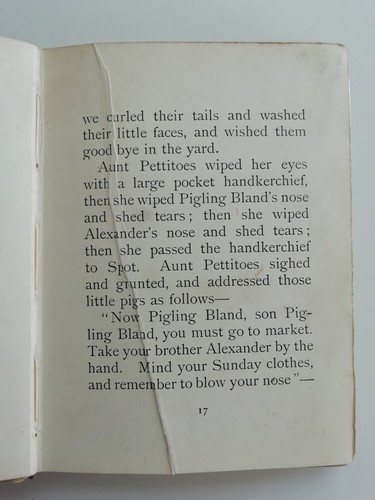 we curled their tails and washed
their little faces, and wished them
good bye in the yard.
Aunt Pettitoes wiped her eyes
with a large pocket handkerchief,
then she wiped Pigling Bland's nose
and shed tears; then she wiped
Alexander's nose and shed tears;
then she passed the handkerchief
to Spot. Aunt Pettitoes sighed
and grunted, and addressed those
little pigs as follows—
"Now Pigling Bland, son Pig-
ling Bland, you must go to market.
Take your brother Alexander by the
hand. Mind your Sunday clothes,
and remember to blow your nose"—
17